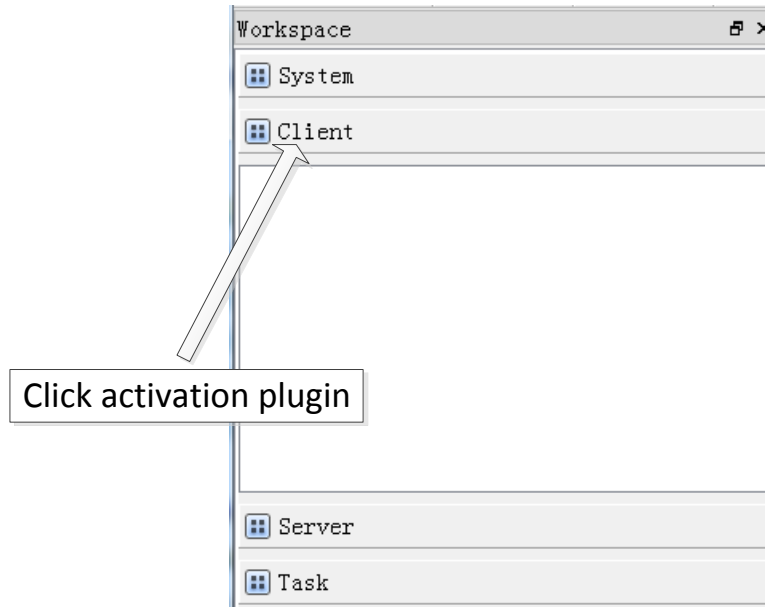 Workspace
System
Client
Click activation plugin
Server
Task